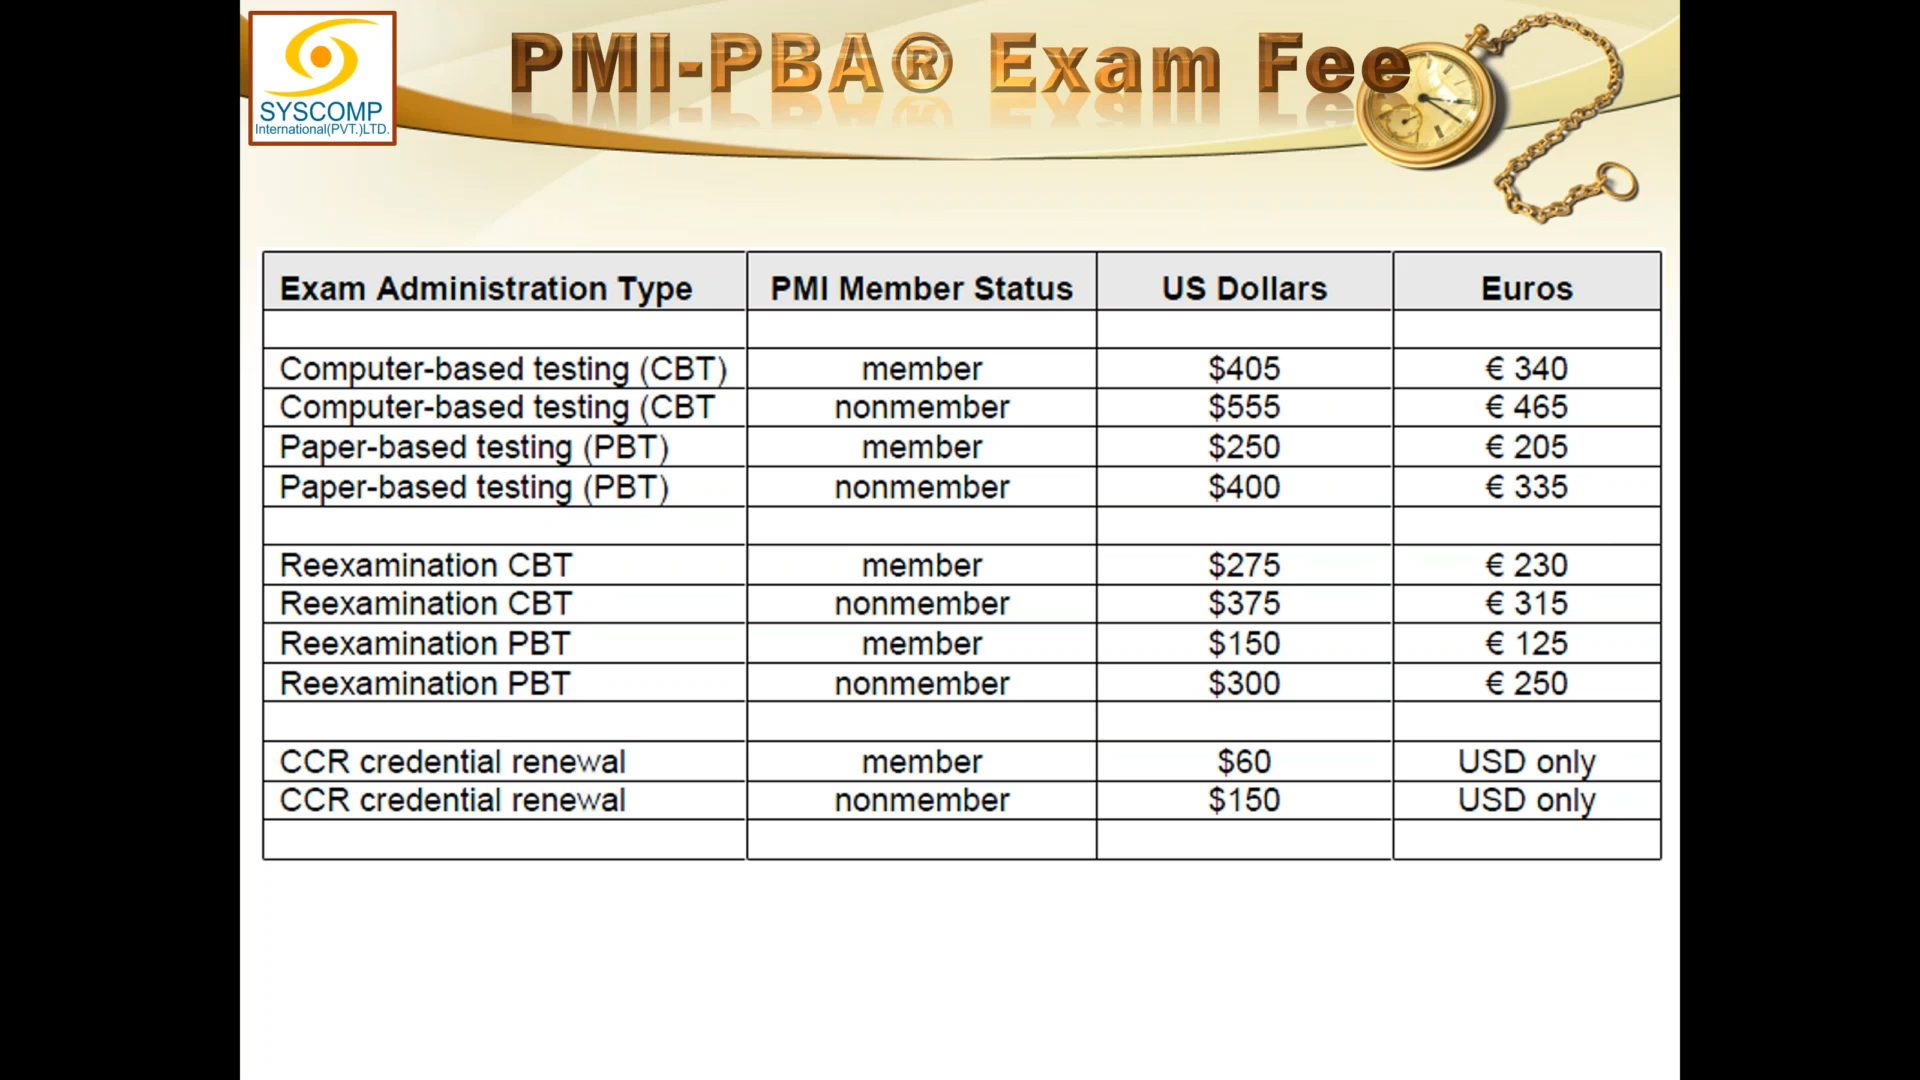 SYSCOMP
International(PVT.)LTD.
PMI-PBA® Exam Fee
Exam Administration Type PMI Member Status US Dollars Euros
Computer-based testing (CBT) member $405 € 340
Computer-based testing (CBT nonmember $555 € 465
Paper-based testing (PBT) member $250 € 205
Paper-based testing (PBT) nonmember $400 € 335
Reexamination CBT member $275 € 230
Reexamination CBT nonmember $375 € 315
Reexamination PBT member $150 € 125
Reexamination PBT nonmember $300 € 250
CCR credential renewal member $60 USD only
CCR credential renewal nonmember $150 USD only